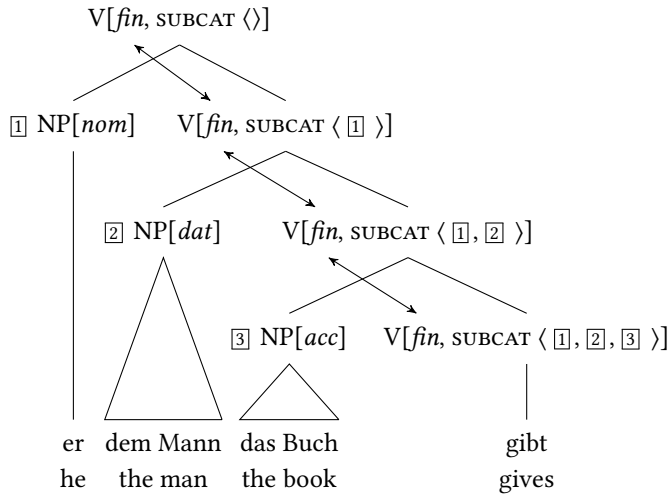 V[fin, SUBCAT ⟨⟩]
1 NP[nom] V[fin, SUBCAT ⟨ 1 ⟩]
2 NP[dat] V[fin, SUBCAT ⟨ 1, 2 ⟩]
3 NP[acc] V[fin, SUBCAT ⟨ 1, 2, 3 ⟩]
er dem Mann das Buch gibt
he the man the book gives